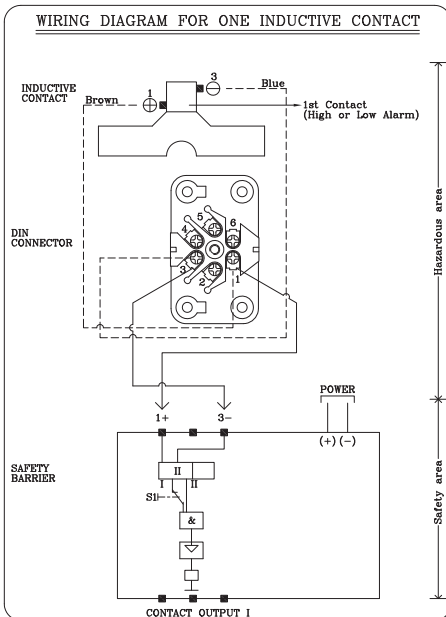 WIRING DIAGRAM FOR ONE INDUCTIVE CONTACT
INDUCTIVE
CONTACT
Brown
1
3
Blue
1st Contact
(High or Low Alarm)
DIN
CONNECTOR
5
6
4
3
2
1
Hazardous area
1+
3-
POWER
(+) (-)
SAFETY
BARRIER
II
I
II
S1
&
Safety area
CONTACT OUTPUT I